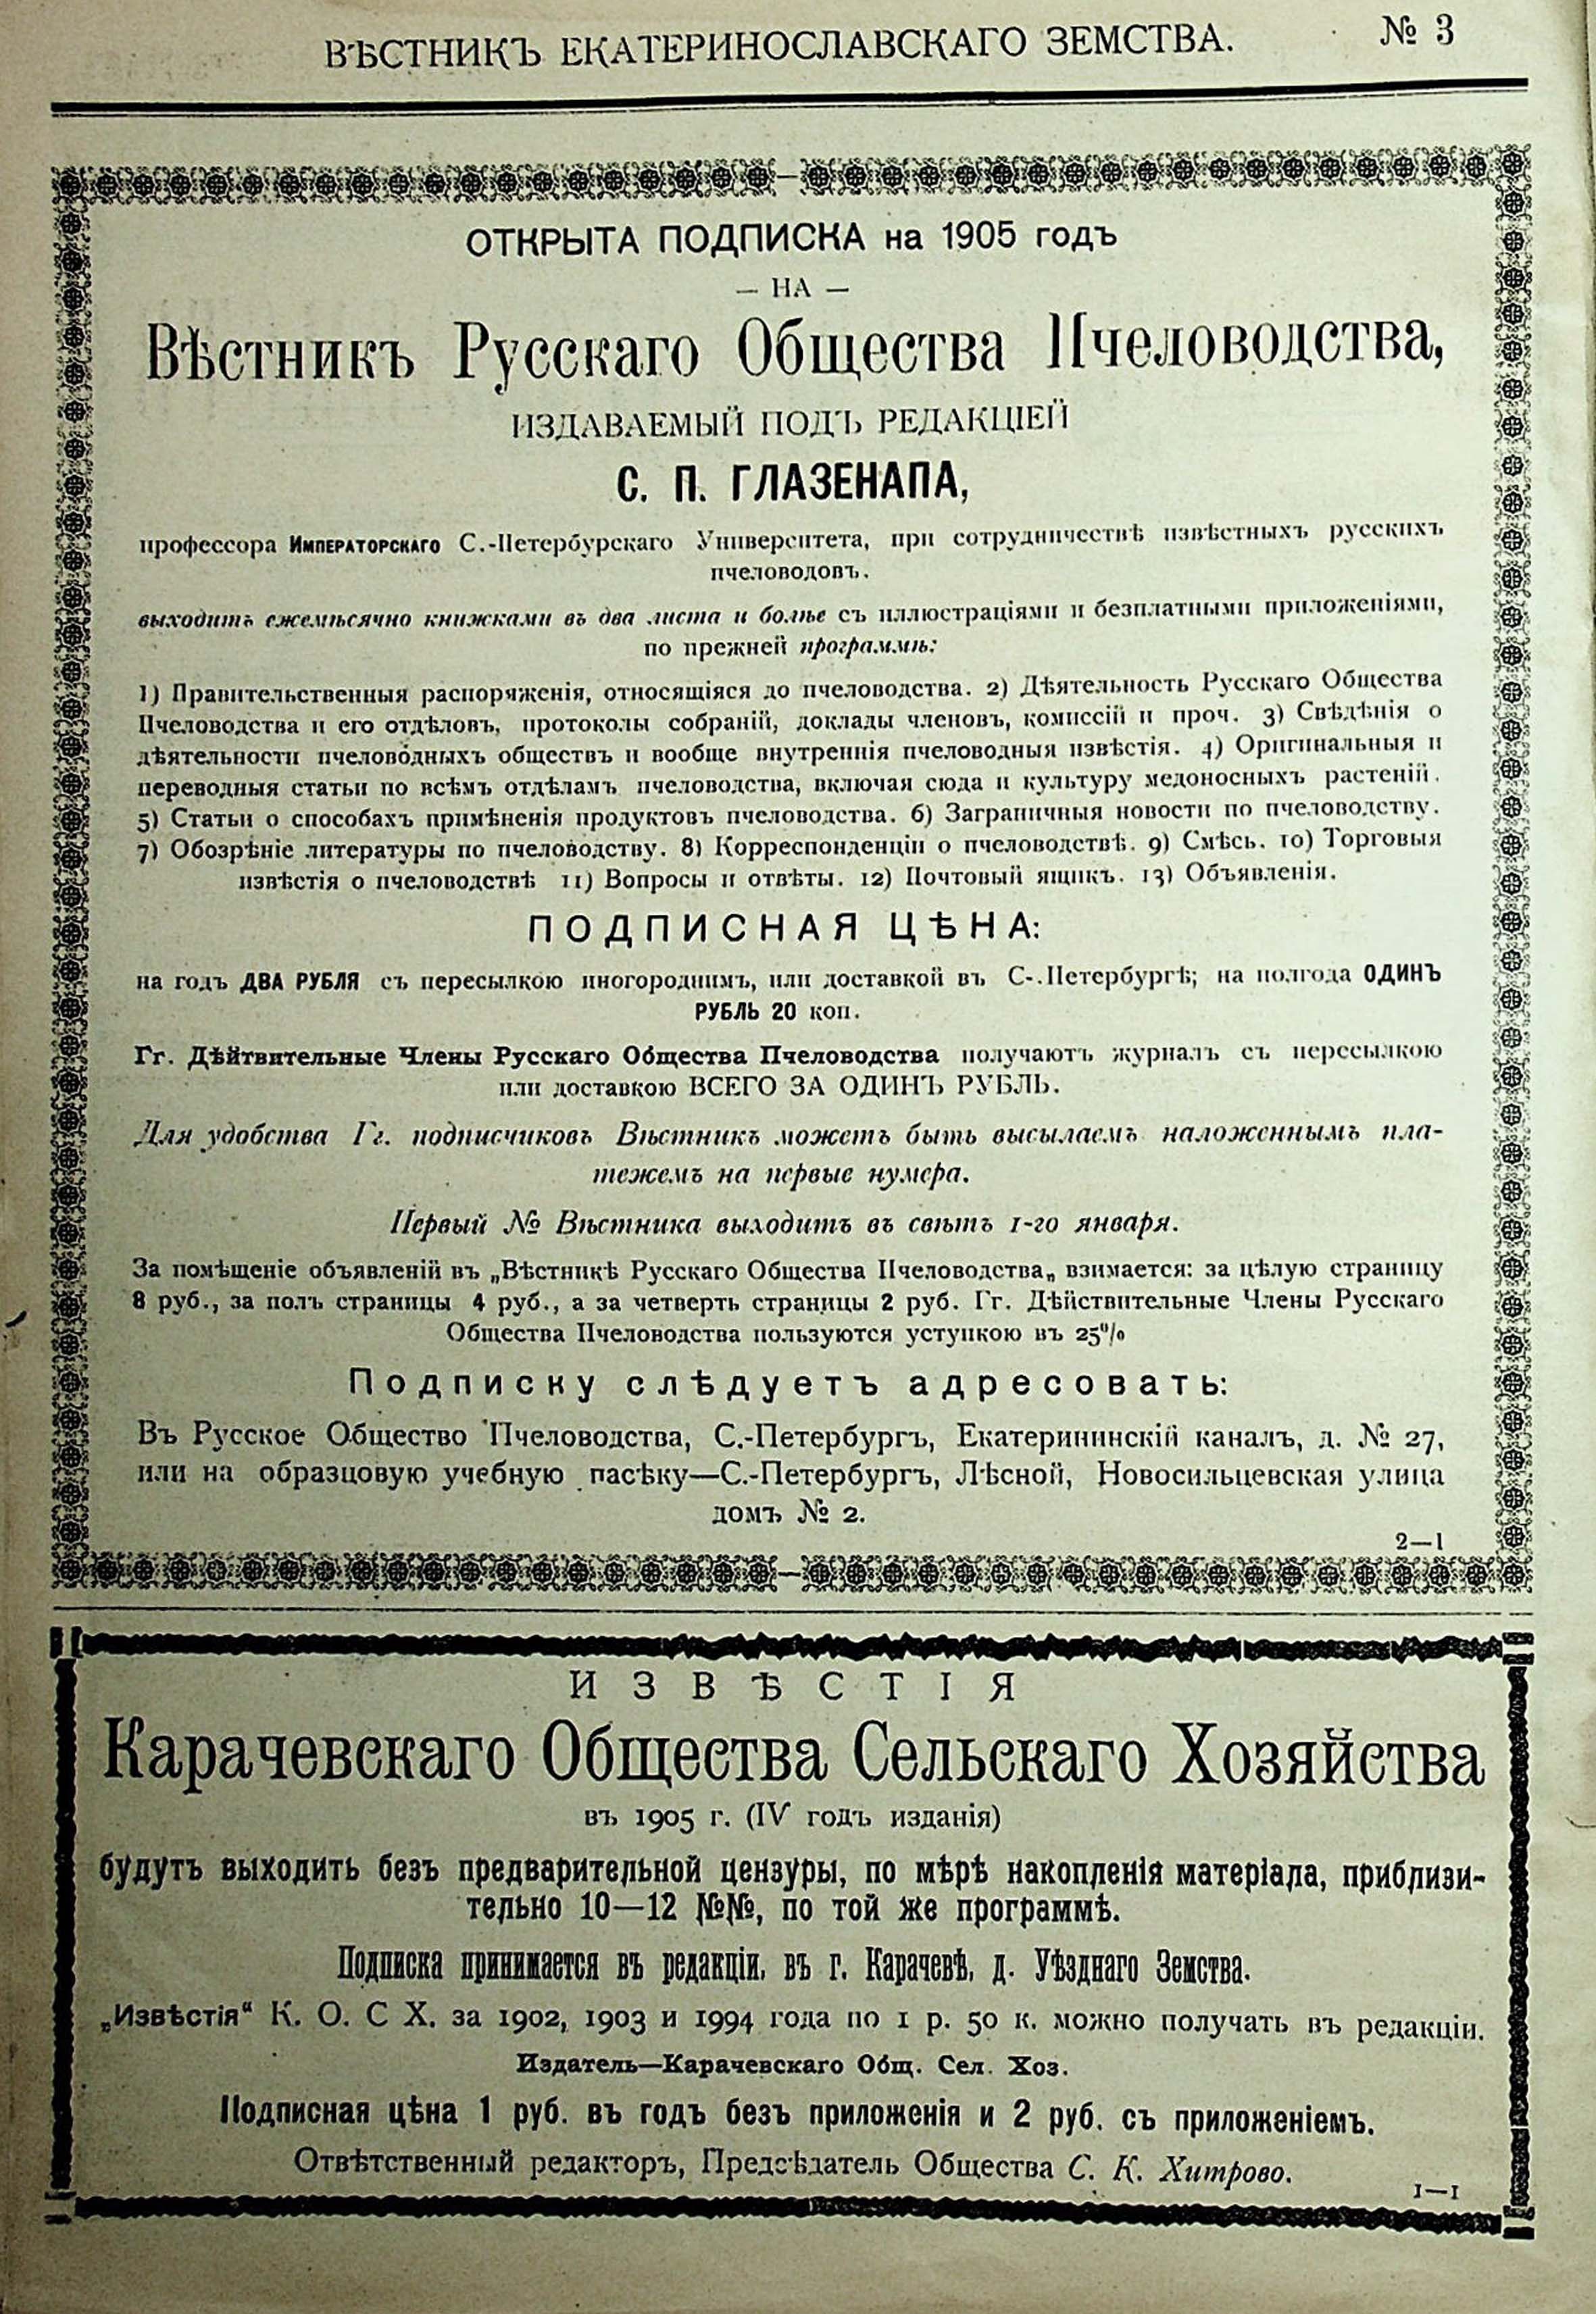 ВѢСТНИКЪ ЕКАТЕРИНОСЛАВСКАГО ЗЕМСТВА.
№ 3
ОТКРЫТА ПОДПИСКА на 1905 годъ
— НА —
Вѣстникъ Русскаго Общества Пчеловодства,
ИЗДАВАЕМЫЙ ПОДЪ РЕДАКЦІЕЙ
С. П. ГЛАЗЕНАПА,
профессора Императорскаго С.-Петербурскаго Университета, при сотрудничествѣ извѣстныхъ русскихъ
пчеловодовъ.
выходитъ ежемѣсячно книжками въ два листа и болѣе съ иллюстраціями и безплатными приложеніями,
по прежней программѣ:
1) Правительственныя распоряженія, относящіяся до пчеловодства. 2) Дѣятельность Русскаго Общества
Пчеловодства и его отдѣловъ, протоколы собраній, доклады членовъ, комиссій и проч. 3) Свѣдѣнія о
дѣятельности пчеловодныхъ обществъ и вообще внутреннія пчеловодныя извѣстія. 4) Оригинальныя и
переводныя статьи по всѣмъ отдѣламъ пчеловодства, включая сюда и культуру медоносныхъ растеній.
5) Статьи о способахъ примѣненія продуктовъ пчеловодства. 6) Заграничныя новости по пчеловодству.
7) Обозрѣніе литературы по пчеловодству. 8) Корреспонденціи о пчеловодствѣ. 9) Смѣсь. 10) Торговыя
извѣстія о пчеловодствѣ 11) Вопросы и отвѣты. 12) Почтовый ящикъ. 13) Объявленія.
ПОДПИСНАЯ ЦѢНА:
на годъ ДВА РУБЛЯ съ пересылкою иногороднимъ, или доставкой въ С-.Петербургѣ; на полгода ОДИНЪ
РУБЛЬ 20 коп.
Гг. Дѣйтвительные Члены Русскаго Общества Пчеловодства получаютъ журналъ съ пересылкою
или доставкою ВСЕГО ЗА ОДИНЪ РУБЛЬ.
Для удобства Гг. подписчиковъ Вѣстникъ можетъ быть высылаемъ наложеннымъ пла-
тежемъ на первые нумера.
Первый № Вѣстника выходитъ въ свѣтъ 1-го января.
За помѣщеніе объявленій въ „Вѣстникѣ Русскаго Общества Пчеловодства„ взимается: за цѣлую страницу
8 руб., за полъ страницы 4 руб., а за четверть страницы 2 руб. Гг. Дѣйствительные Члены Русскаго
Общества Пчеловодства пользуются уступкою въ 25%
Подписку слѣдуетъ адресовать:
Въ Русское Общество Пчеловодства, С.-Петербургъ, Екатерининскій каналъ, д. № 27,
или на образцовую учебную пасѣку—С.-Петербургъ, Лѣсной, Новосильцевская улица
домъ № 2.
2—1
ИЗВѢСТІЯ
Карачевскаго Общества Сельскаго Хозяйства
въ 1905 г. (IV годъ изданія)
будутъ выходить безъ предварительной цензуры, по мѣрѣ накопленія матеріала, приблизи-
тельно 10—12 №№, по той же программѣ.
Подписка принимается въ редакціи, въ г. Карачевѣ, д. Уѣзднаго Земства.
„Извѣстія“ К. О. С Х. за 1902, 1903 и 1994 года по 1 р. 50 к. можно получать въ редакціи.
Издатель—Карачевскаго Общ. Сел. Хоз.
Подписная цѣна 1 руб. въ годъ безъ приложенія и 2 руб. съ приложеніемъ.
Отвѣтственный редакторъ, Предсѣдатель Общества С. К. Хитрово.
1—1